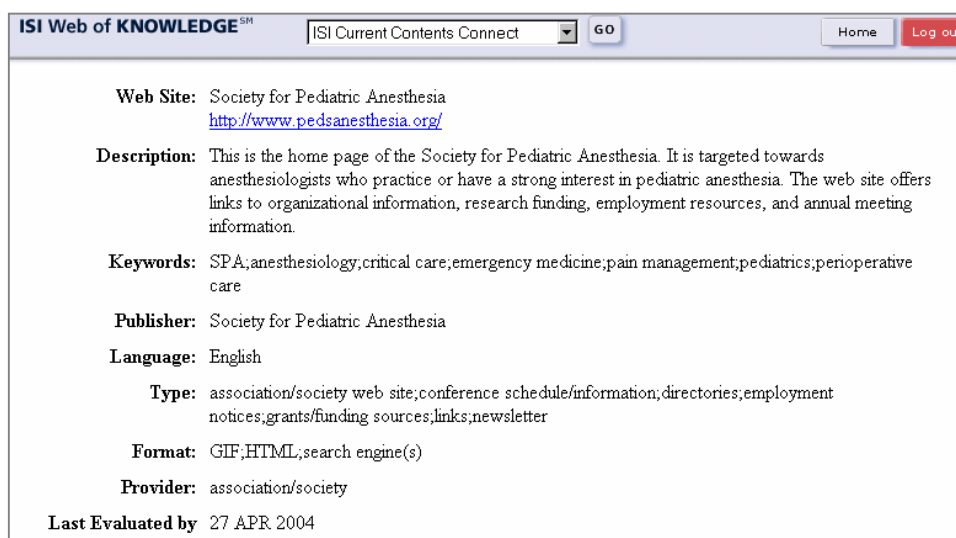 ISI Web of KNOWLEDGE SM ISI Current Contents Connect GO Home Log ou
Web Site: Society for Pediatric Anesthesia
http://www.pedsanesthesia.org/
Description: This is the home page of the Society for Pediatric Anesthesia. It is targeted towards
anesthesiologists who practice or have a strong interest in pediatric anesthesia. The web site offers
links to organizational information, research funding, employment resources, and annual meeting
information.
Keywords: SPA;anesthesiology;critical care;emergency medicine;pain management;pediatrics;perioperative
care
Publisher: Society for Pediatric Anesthesia
Language: English
Type: association/society web site;conference schedule/information;directories;employment
notices;grants/funding sources;links;newsletter
Format: GIF;HTML;search engine(s)
Provider: association/society
Last Evaluated by 27 APR 2004